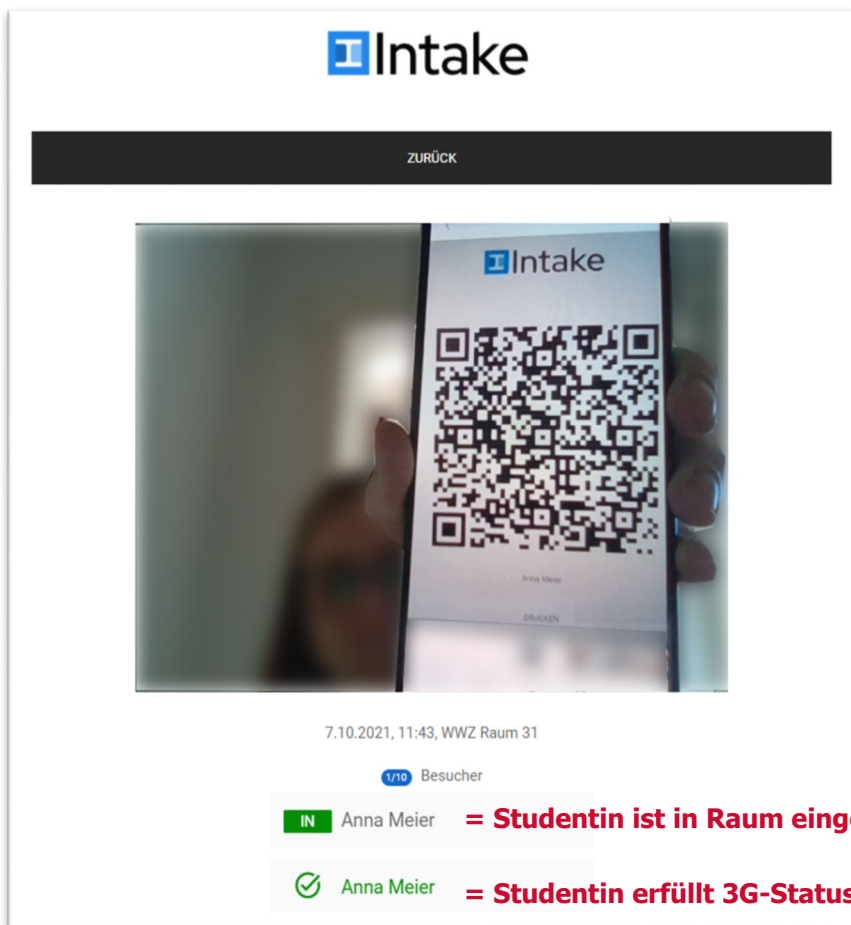 Intake
ZURÜCK
Intake
Anna Meier
DRUCKEN
7.10.2021, 11:43, WWZ Raum 31
1/10 Besucher
IN Anna Meier = Studentin ist in Raum
Anna Meier = Studentin erfüllt 3G-Status